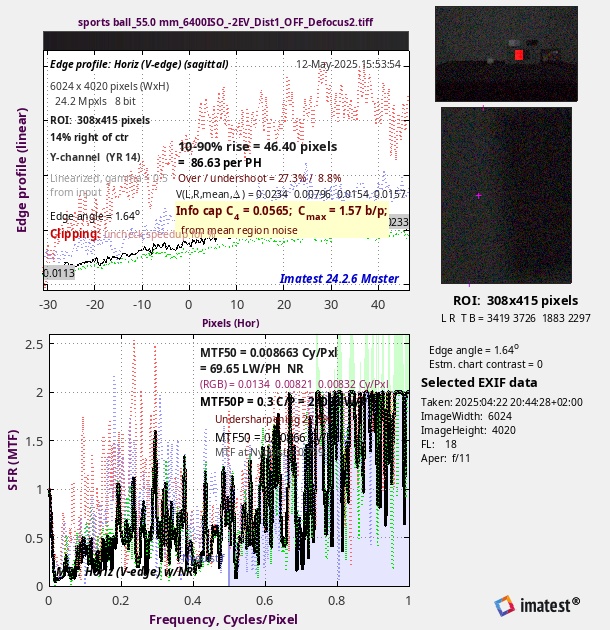 sports ball_55.0 mm_6400ISO_-2EV_Dist1_OFF_Defocus2.tiff
Edge profile: Horiz (V-edge) (sagittal)
12-May-2025 15:53:54
6024 x 4020 pixels (WxH)
24.2 Mpxls   8 bit
ROI:  308x415 pixels
14% right of ctr
Y-channel  (YR 14)
Linearized, gamma = 0.5
from input
Edge angle = 1.64°
Clipping: uncheck speedup for
10-90% rise = 46.40 pixels
=  86.63 per PH
Over / undershoot = 27.3% /  8.8%
V(L,R,mean,Δ) = 0.0234  0.00796, 0.0154, 0.0157
Info cap C4 = 0.0565;  Cmax = 1.57 b/p;
from mean region noise
0.0113
Imatest 24.2.6 Master
Edge profile (linear)
-30 -20 -10 0 10 20 30 40
Pixels (Hor)
ROI:  308x415 pixels
L R  T B = 3419 3726  1883 2297
Edge angle = 1.64°
Estm. chart contrast = 0
Selected EXIF data
Taken: 2025:04:22 20:44:28+02:00
ImageWidth:  6024
ImageHeight:  4020
FL:   18
Aper:  f/11
MTF50 = 0.008663 Cy/Pxl
= 69.65 LW/PH  NR
(RGB) = 0.0134  0.00821  0.00832 Cy/Pxl
MTF50P = 0.3 C/P =
Undersharpening
MTF50 =
MTF at Ny
MTF: Horiz (V-edge) w/NR
SFR (MTF)
2.5
2
1.5
1
0.5
0
0 0.2 0.4 0.6 0.8 1
Frequency, Cycles/Pixel
imatest®